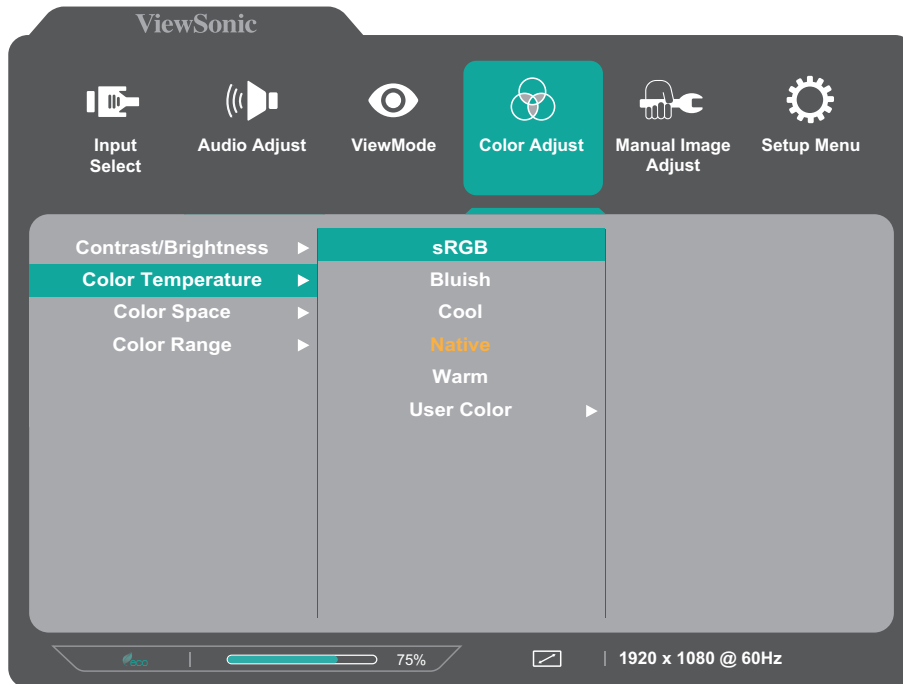 ViewSonic
Input
Select
Audio Adjust
ViewMode
Color Adjust
Manual Image
Adjust
Setup Menu
Contrast/Brightness
Color Temperature
Color Space
Color Range
sRGB
Bluish
Cool
Native
Warm
User Color
eco
75%
1920 x 1080 @ 60Hz